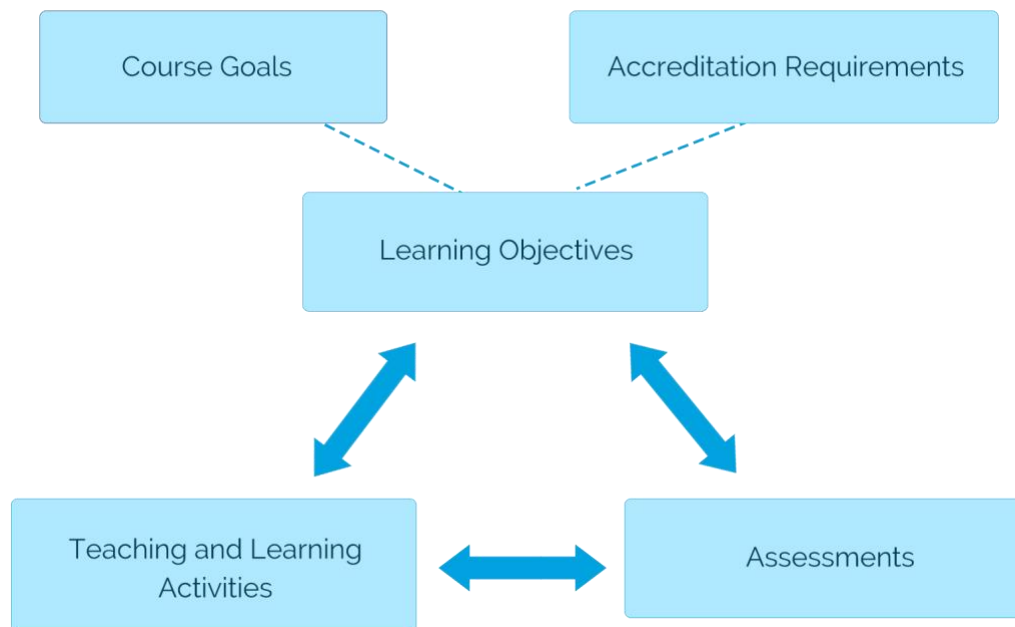 Course Goals
Accreditation Requirements
Learning Objectives
Teaching and Learning
Activities
Assessments